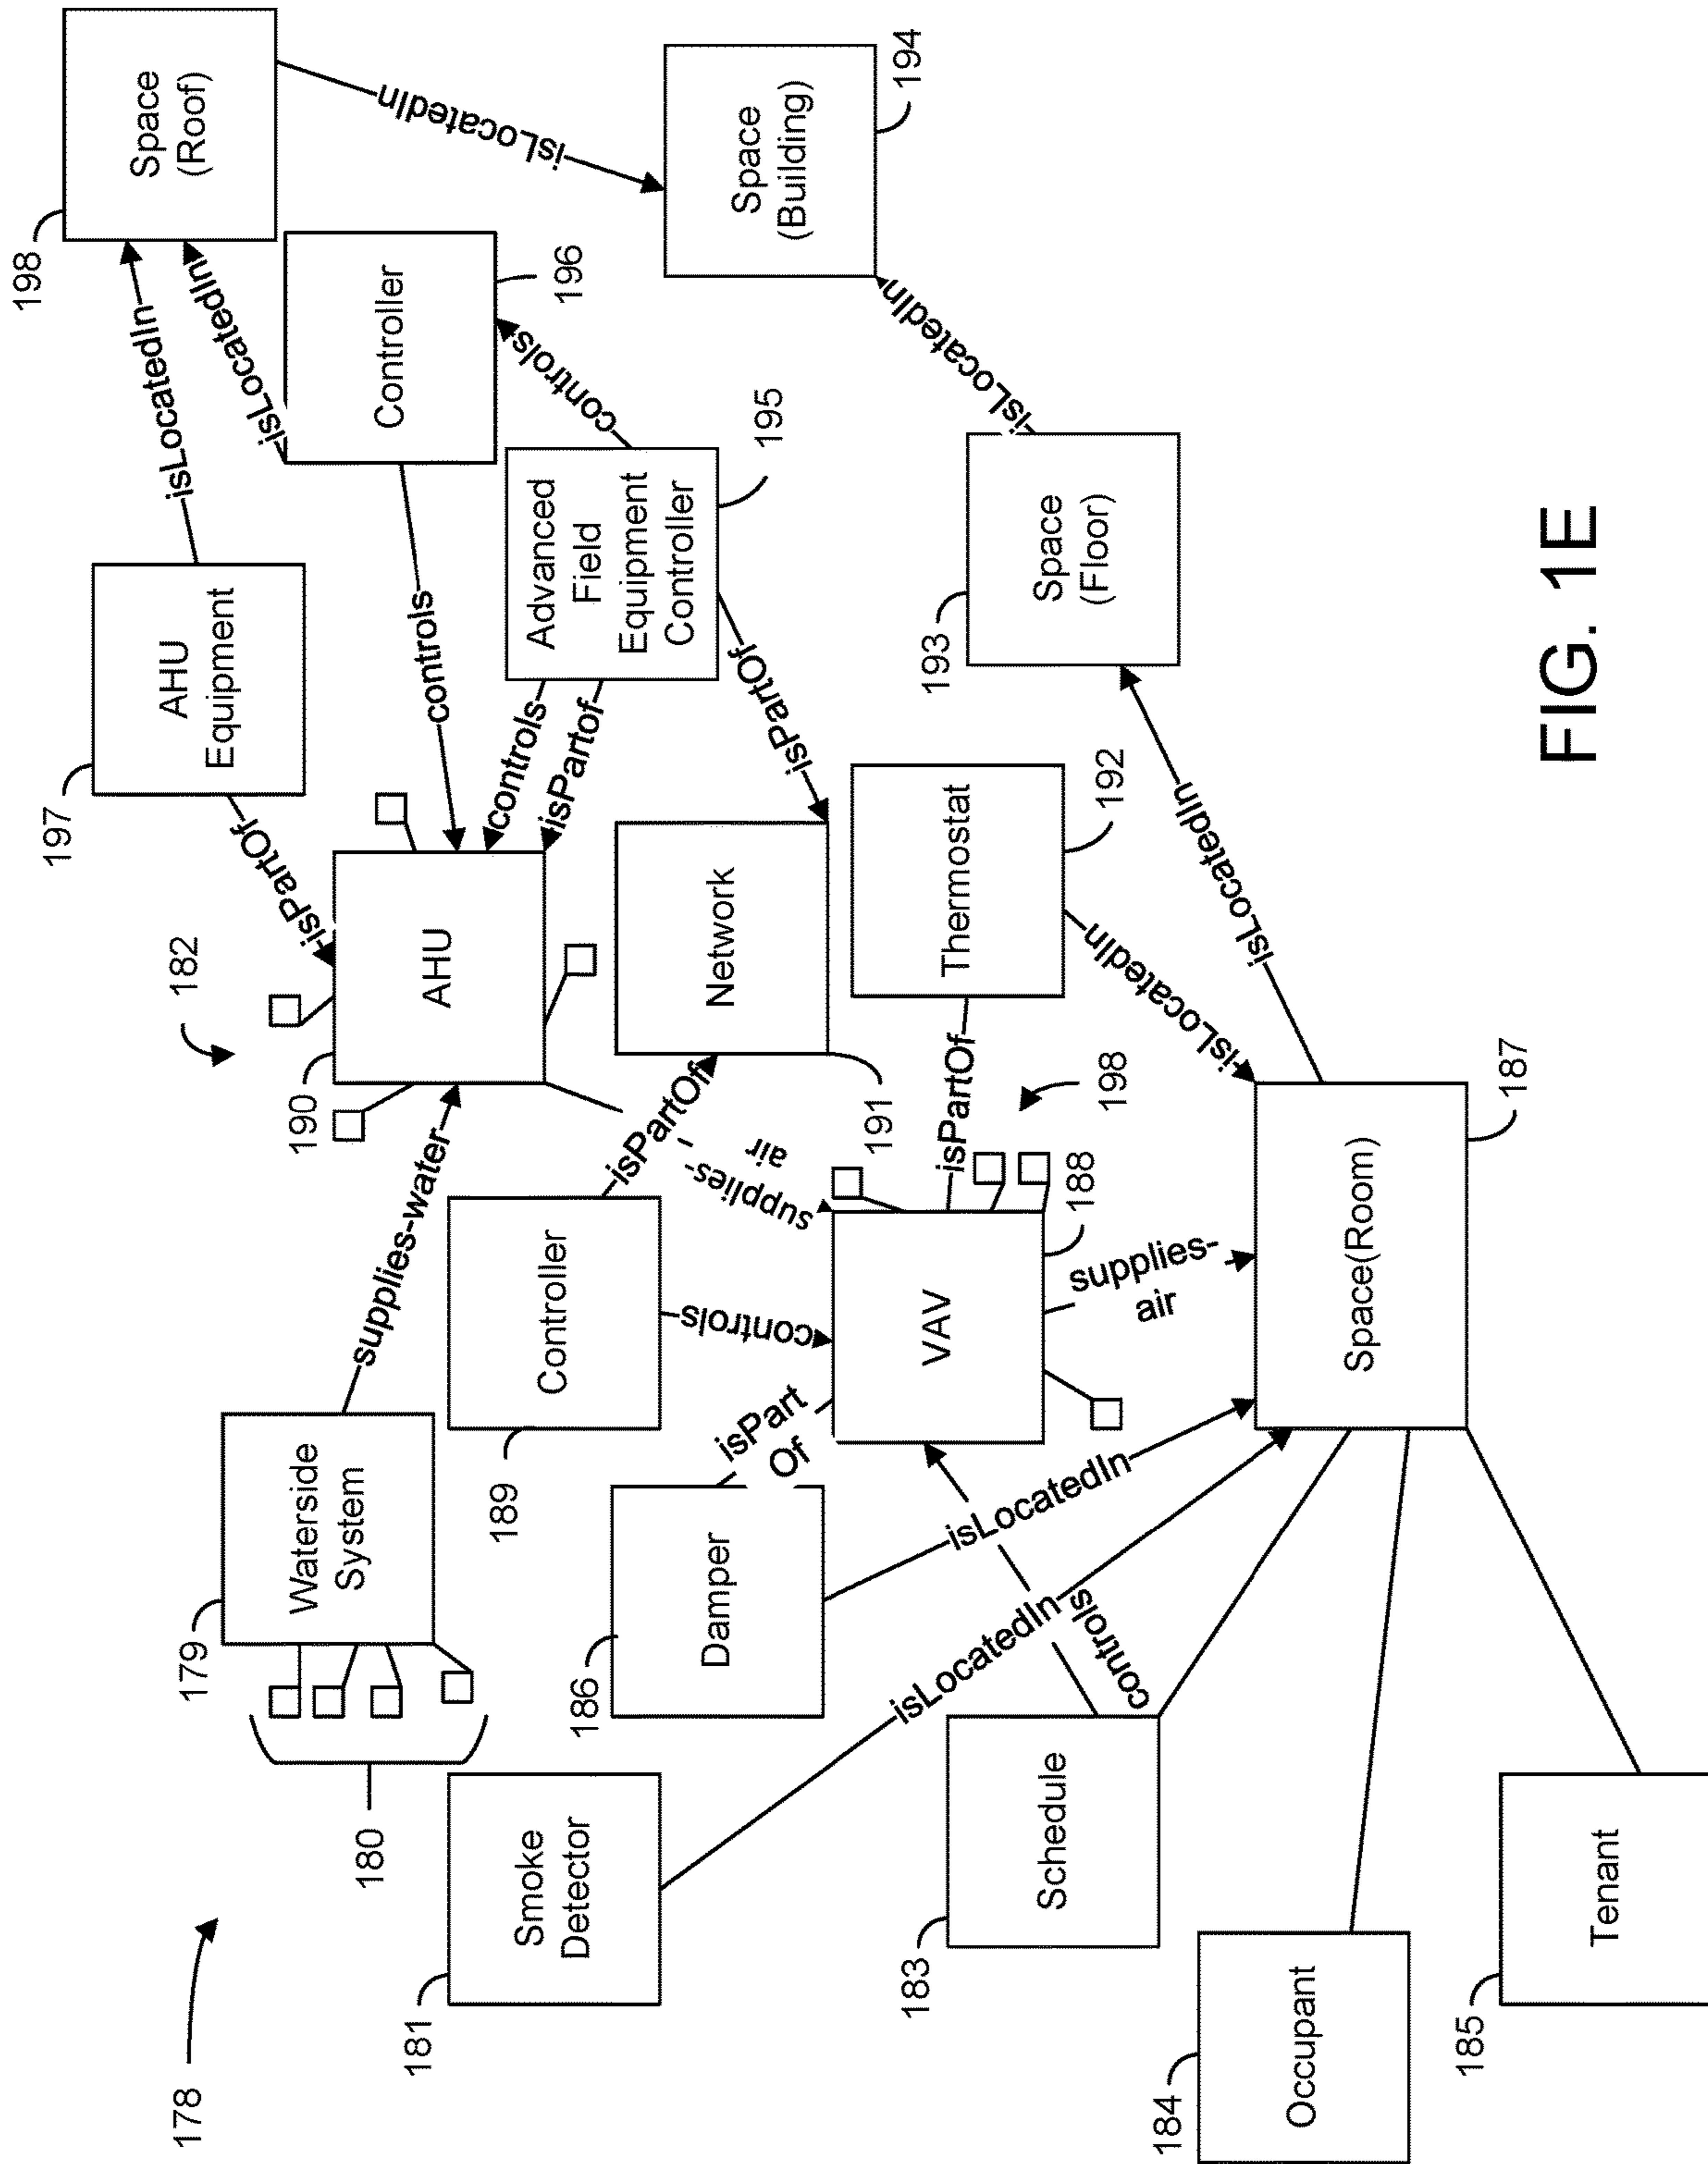 178
179
Waterside
System
180
181
Smoke
Detector
supplies-water
182
190
AHU
isPartOf
197
AHU
Equipment
isLocatedIn
198
Space
(Roof)
isLocatedIn
isLocatedIn
Space
(Building)
194
Controller
196
controls
controls
Advanced
Field
Equipment
Controller
195
controls
isPartof
isPartOf
Network
191
isPartOf
189
Controller
controls
supplies-
air
186
Damper
isPart
Of
VAV
188
198
isPartOf
Thermostat
192
isLocatedIn
supplies-
air
isLocatedIn
isLocatedIn
controls
183
Schedule
184
Occupant
185
Tenant
Space(Room)
187
isLocatedIn
193
Space
(Floor)
isLocatedIn
FIG. 1E